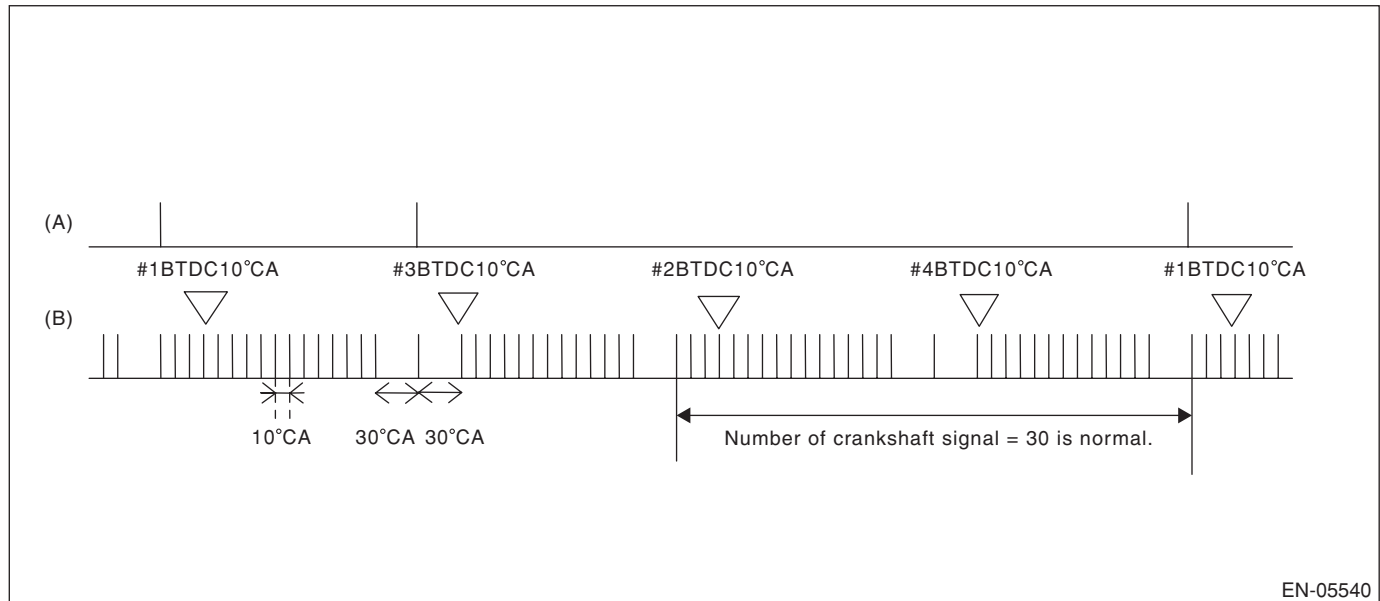 (A)
#1BTDC10°CA #3BTDC10°CA #2BTDC10°CA #4BTDC10°CA #1BTDC10°CA
(B)
10°CA 30°CA 30°CA Number of crankshaft signal = 30 is normal.
EN-05540